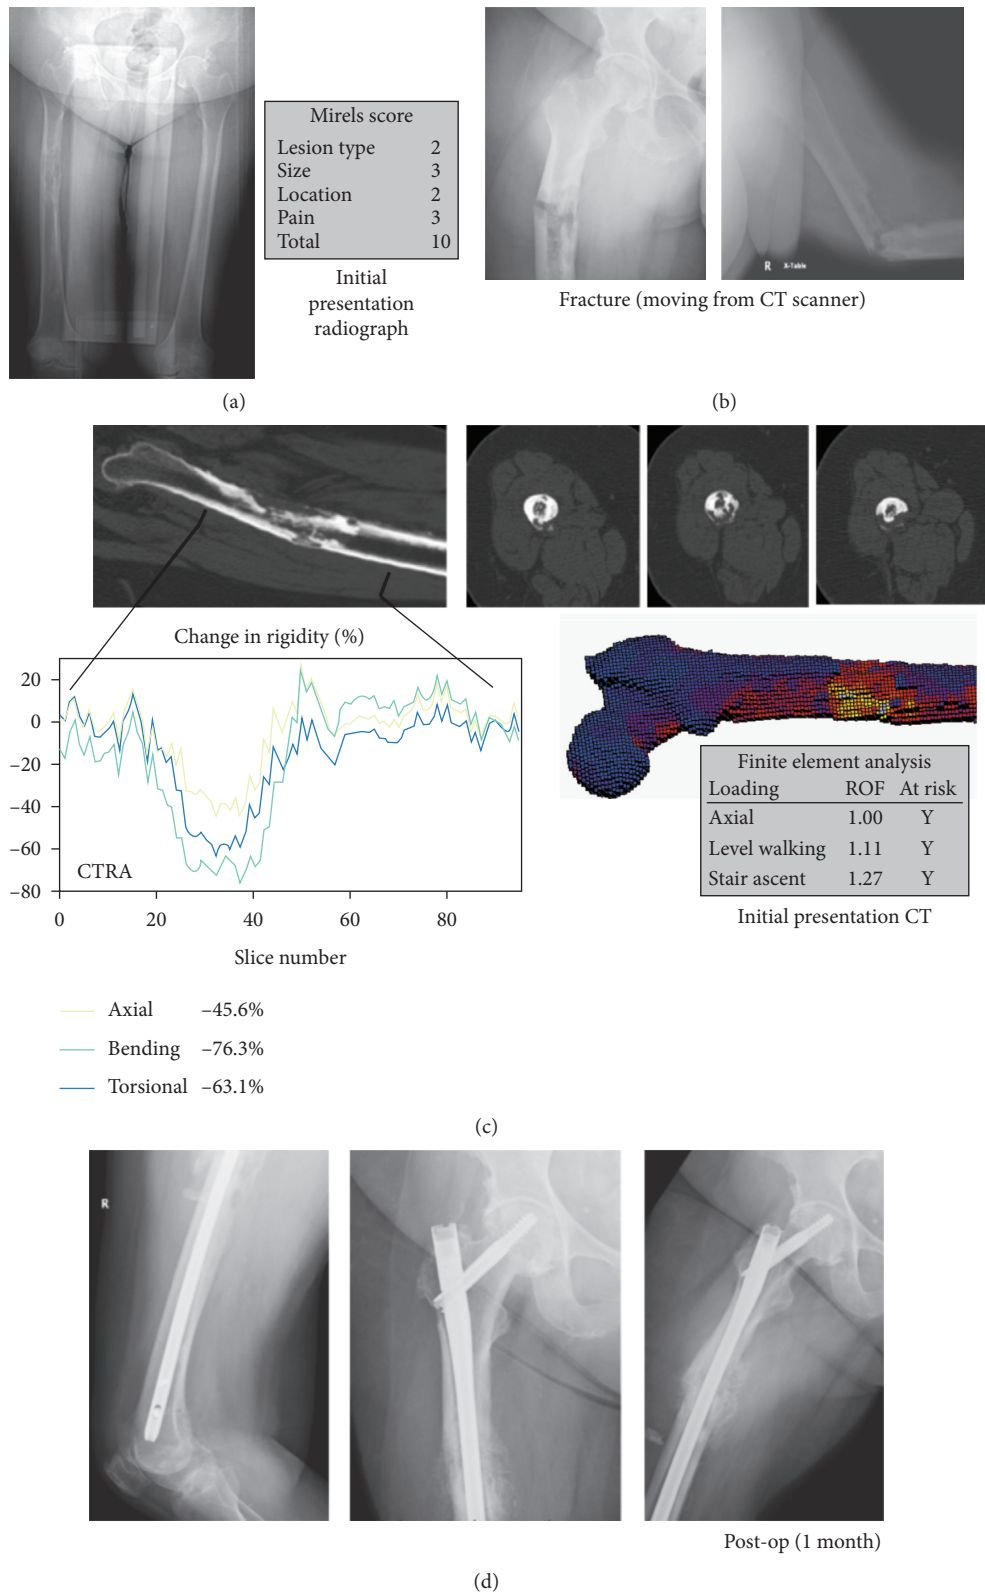 Mirels score
Lesion type 2
Size 3
Location 2
Pain 3
Total 10
Initial
presentation
radiograph
(a)
R X-Table
Fracture (moving from CT scanner)
(b)
Change in rigidity (%)
20
0
−20
−40
−60
−80
CTRA
0 20 40 60 80
Slice number
Axial −45.6%
Bending −76.3%
Torsional −63.1%
Finite element analysis
Loading ROF At risk
Axial 1.00 Y
Level walking 1.11 Y
Stair ascent 1.27 Y
Initial presentation CT
(c)
R
Post-op (1 month)
(d)